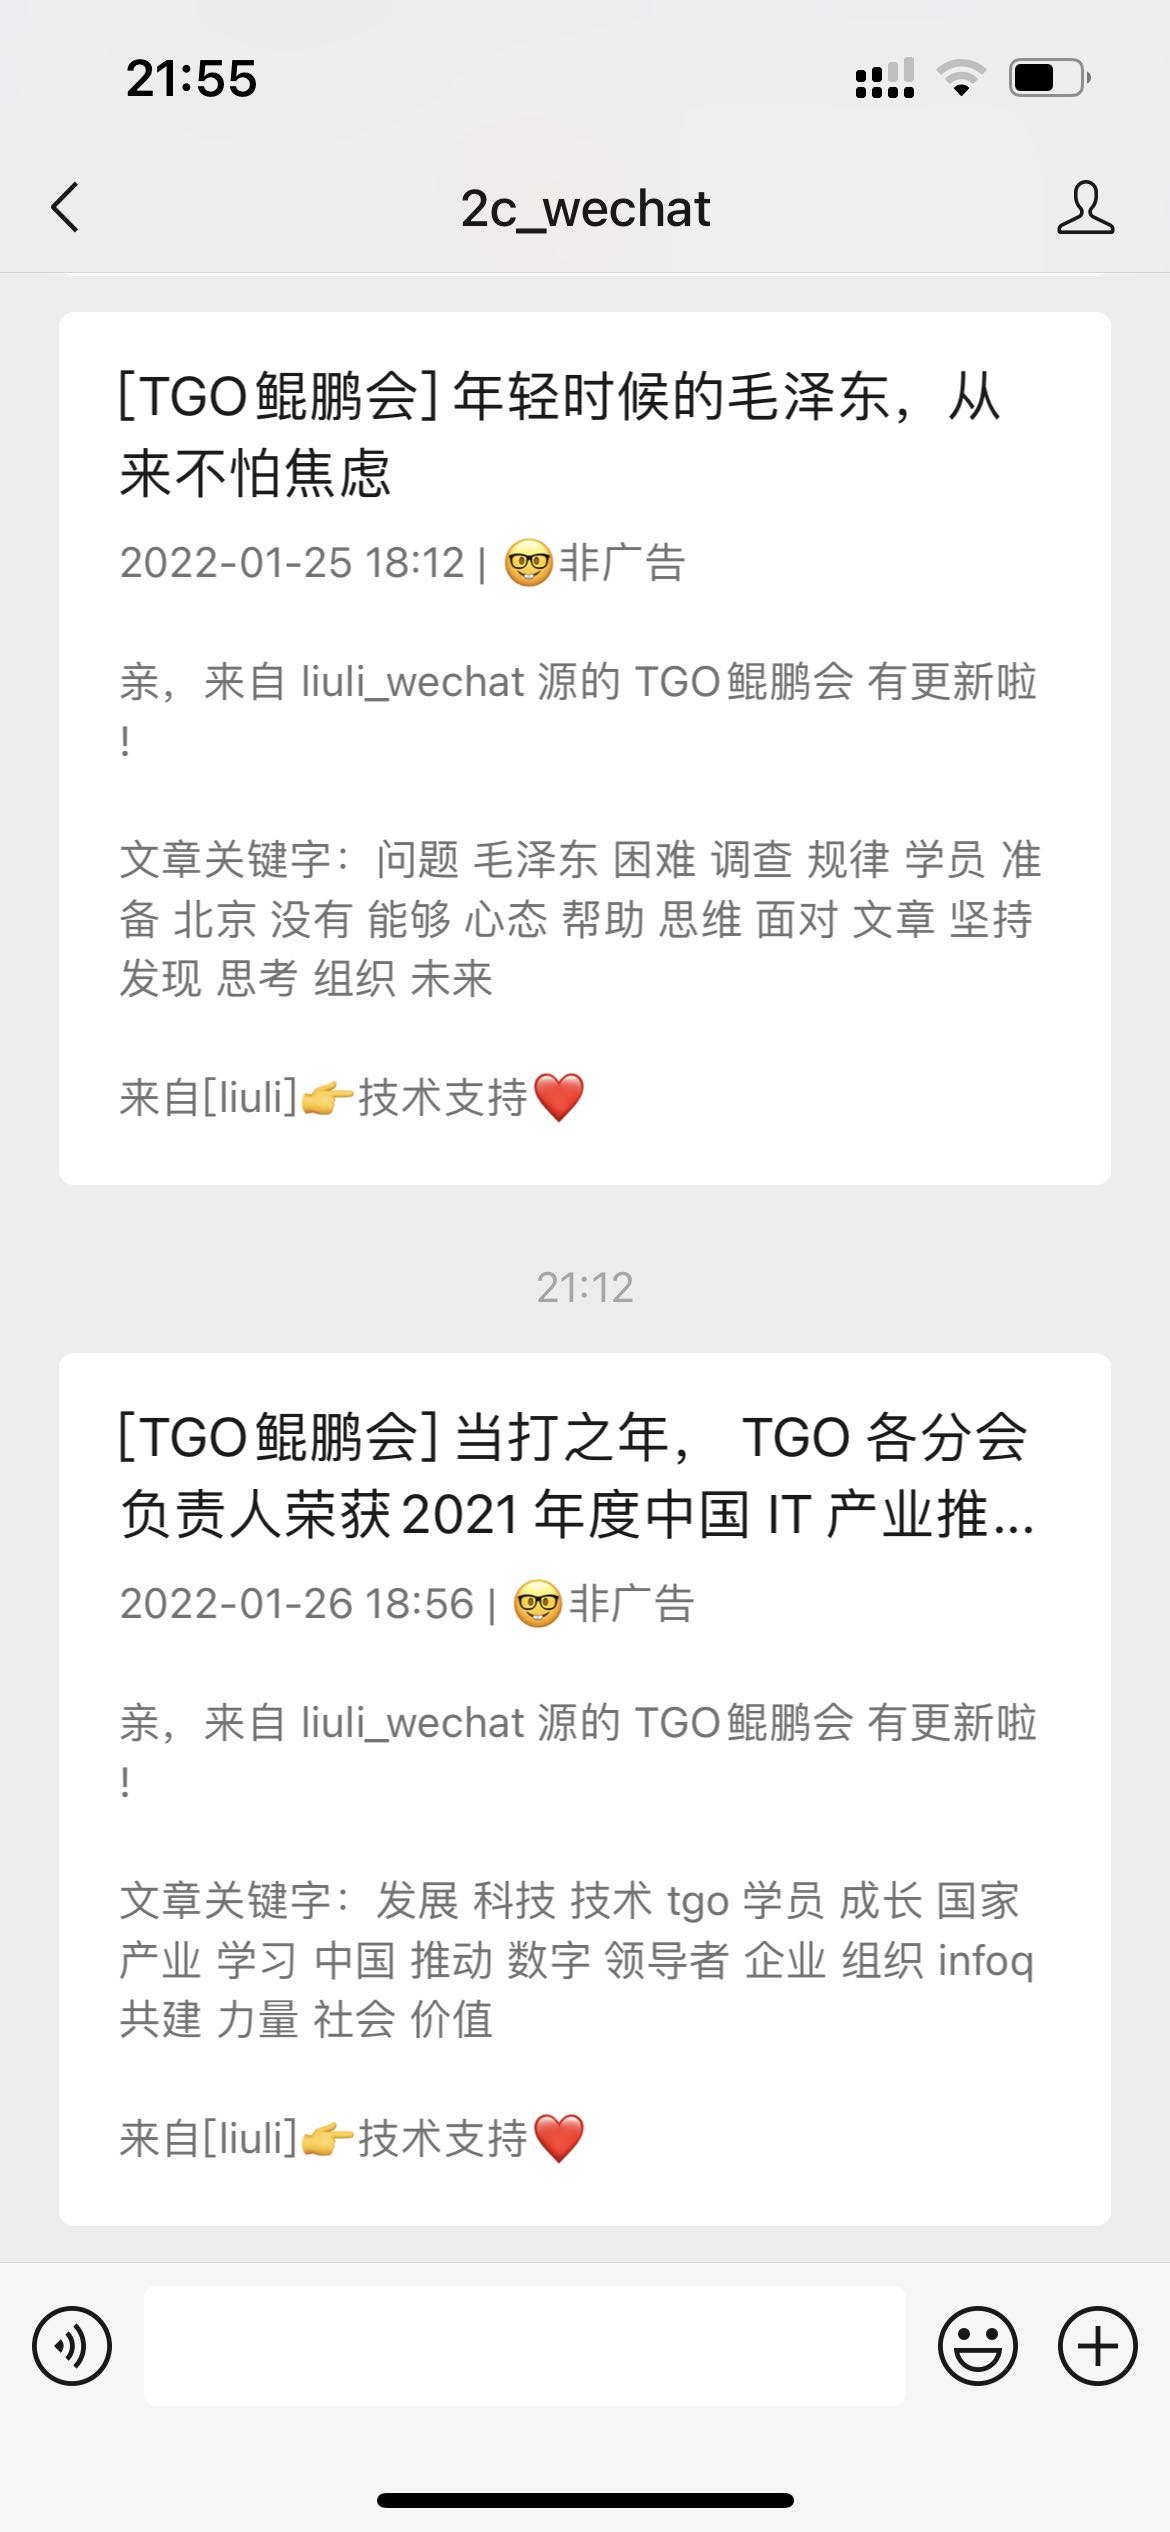 21:55
2c_wechat
[TGO鲲鹏会]年轻时候的毛泽东，从
来不怕焦虑
2022-01-25 18:12 | 🤓非广告
亲，来自 liuli_wechat 源的 TGO鲲鹏会 有更新啦
！
文章关键字：问题 毛泽东 困难 调查 规律 学员 准
备 北京 没有 能够 心态 帮助 思维 面对 文章 坚持
发现 思考 组织 未来
来自[liuli]👉技术支持❤️
21:12
[TGO鲲鹏会]当打之年， TGO 各分会
负责人荣获2021 年度中国 IT 产业推...
2022-01-26 18:56 | 🤓非广告
亲，来自 liuli_wechat 源的 TGO鲲鹏会 有更新啦
！
文章关键字：发展 科技 技术 tgo 学员 成长 国家
产业 学习 中国 推动 数字 领导者 企业 组织 infoq
共建 力量 社会 价值
来自[liuli]👉技术支持❤️